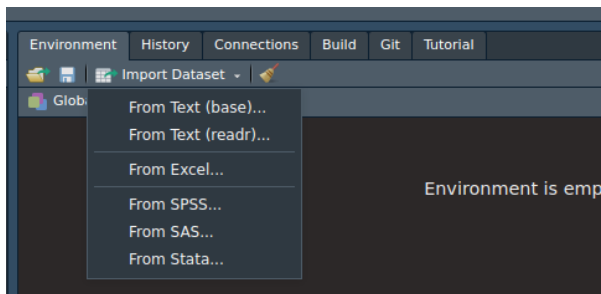 Environment History Connections Build Git Tutorial
Import Dataset
From Text (base)...
From Text (readr)...
From Excel...
From SPSS...
From SAS...
From Stata...
Environment is